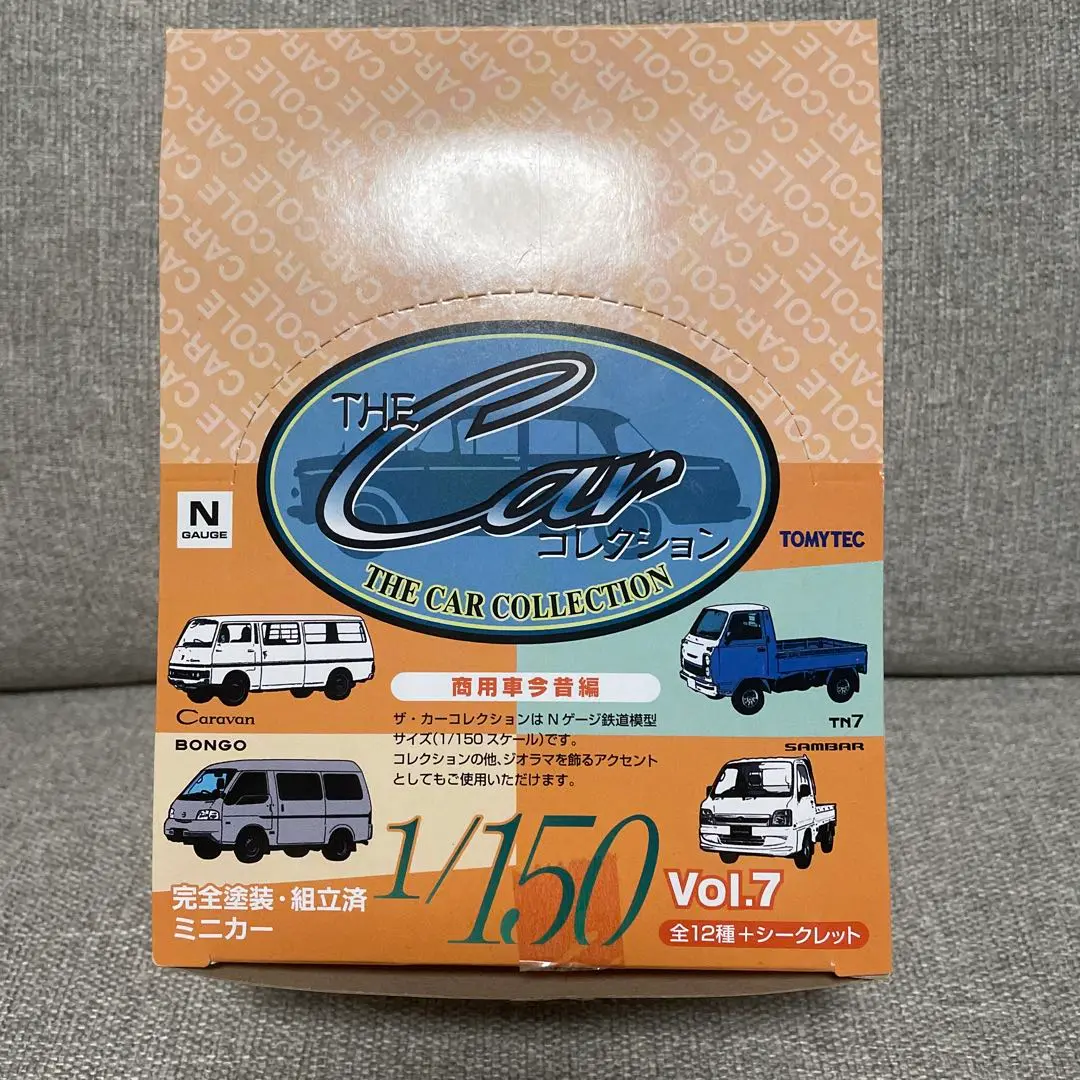 CAR-COLE CAR-COLE CAR-COLE
THE Car
コレクション
THE CAR COLLECTION
N
GAUGE
TOMYTEC
Caravan
商用車今昔編
ザ・カーコレクションはNゲージ鉄道模型
サイズ(1/150スケール)です。
コレクションの他、ジオラマを飾るアクセント
としてもご使用いただけます。
TN7
BONGO
SAMBAR
1/150
完全塗装・組立済
ミニカー
Vol.7
全12種+シークレット